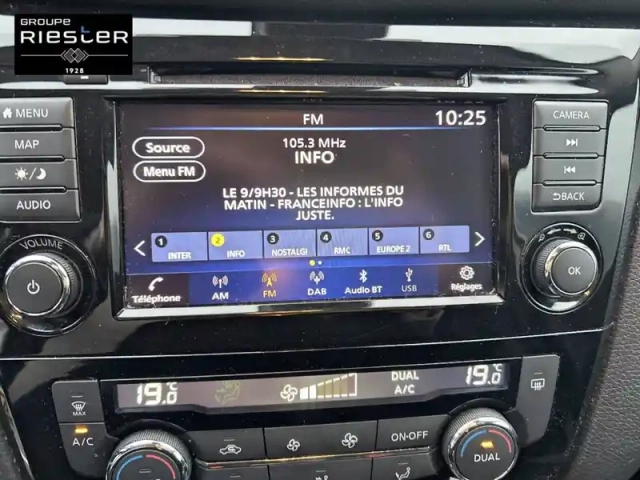 GROUPE
RIESTER
1928
MENU
MAP
AUDIO
VOLUME
CAMERA
BACK
OK
FM
10:25
Source
105.3 MHz
INFO
Menu FM
LE 9/9H30 - LES INFORMES DU
MATIN - FRANCEINFO : L'INFO
JUSTE.
1 2 3 4 5 6
INTER INFO NOSTALGI RMC EUROPE 2 RTL
Téléphone AM FM DAB Audio BT USB Réglages
19.0 °C DUAL A/C 19.0 °C
MAX
A/C
ON-OFF
DUAL